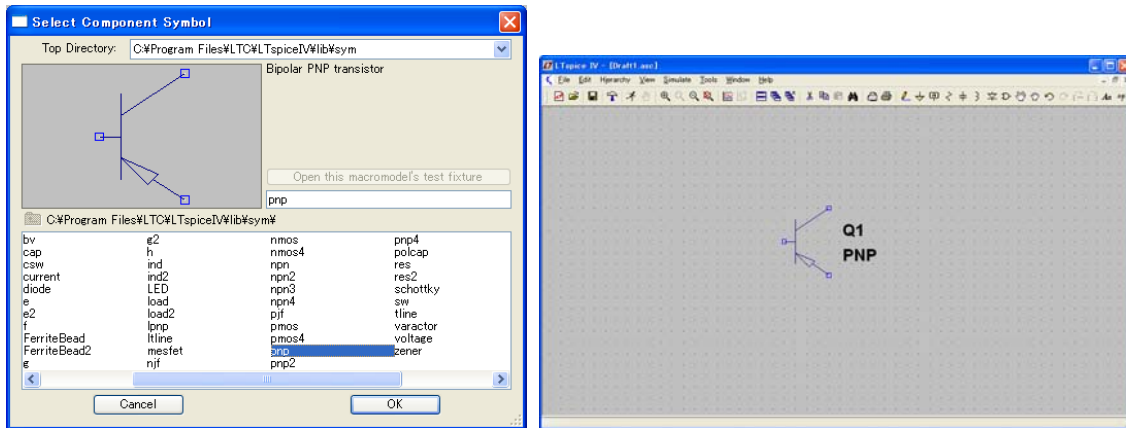 Select Component Symbol
Top Directory: C:¥Program Files¥LTC¥LTspiceIV¥lib¥sym
Bipolar PNP transistor
Open this macromodel's test fixture
pnp
C:¥Program Files¥LTC¥LTspiceIV¥lib¥sym¥
bv g2 nmos pnp4
cap h nmos4 polcap
csw ind npn res
current ind2 npn2 res2
diode LED npn3 schottky
e load npn4 sw
e2 load2 pjf tline
f lpnp pmos varactor
FerriteBead ltline pmos4 voltage
FerriteBead2 mesfet pnp zener
g njf pnp2
Cancel OK
LTspice IV - [Draft1.asc]
File Edit Hierarchy View Simulate Tools Window Help
Q1
PNP